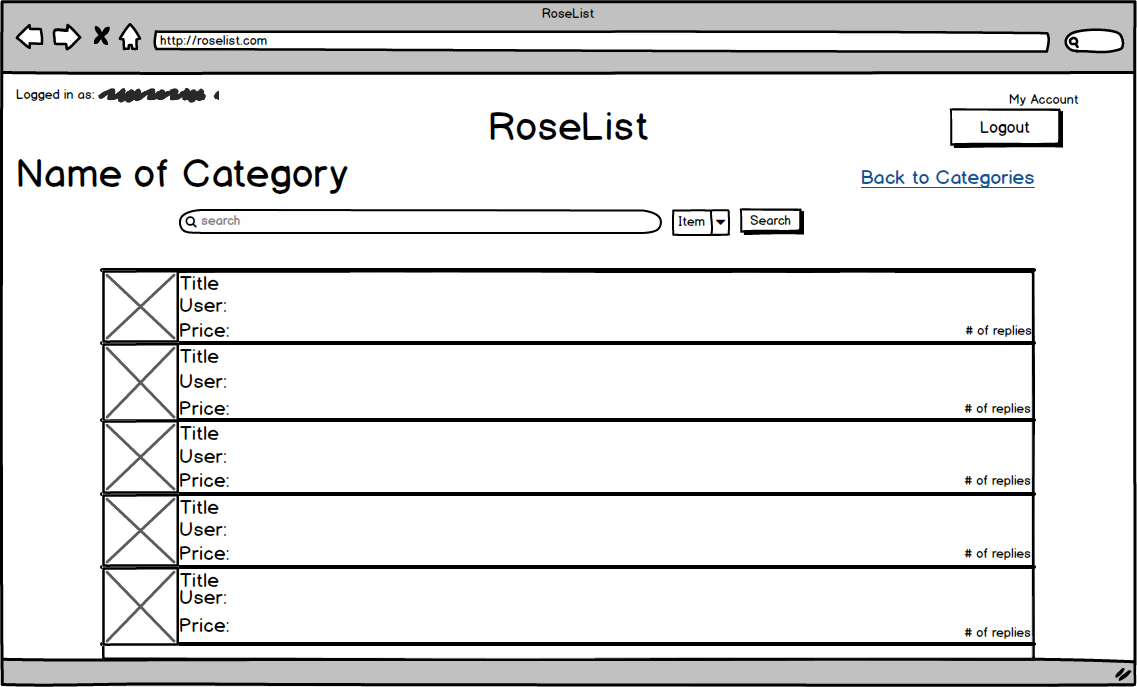 RoseList
http://roselist.com
Logged in as:
My Account
RoseList
Logout
Name of Category
Back to Categories
search
Item
Search
Title
User:
Price:
# of replies
Title
User:
Price:
# of replies
Title
User:
Price:
# of replies
Title
User:
Price:
# of replies
Title
User:
Price:
# of replies